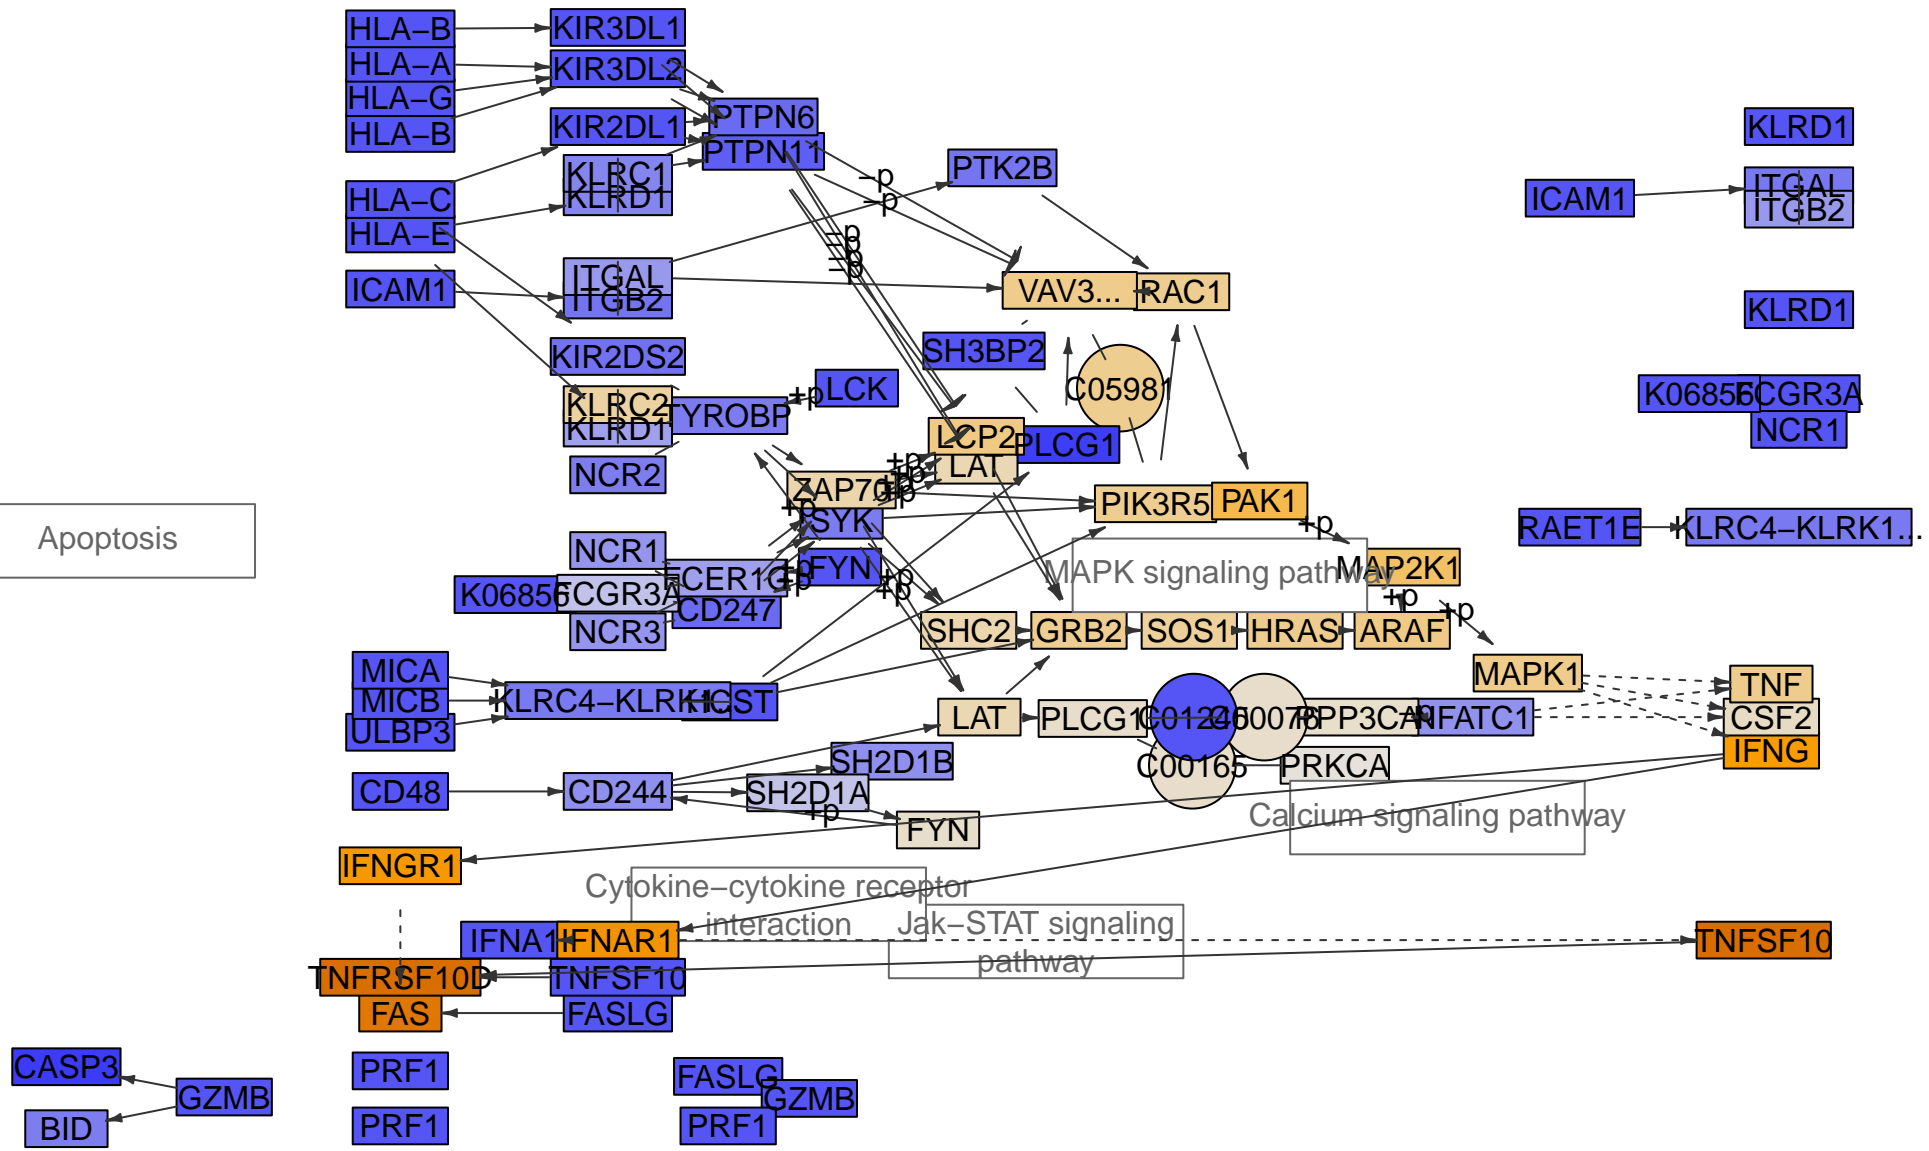 HLA−B
KIR3DL1
HLA−A
KIR3DL2
HLA−G
HLA−B
KIR2DL1
PTPN6
PTPN11
KLRC1
KLRD1
PTK2B
HLA−C
HLA−E
−p
−p
−p
−p
−p
−p
ICAM1
ITGAL
ITGB2
VAV3...
RAC1
KLRD1
ICAM1
ITGAL
ITGB2
KLRD1
KIR2DS2
SH3BP2
C05981
KLRC2
KLRD1
TYROBP
+p
LCK
LCP2
PLCG1
LAT
K06856
FCGR3A
NCR1
NCR2
ZAP70
+p
+p
+p
+p
SYK
PIK3R5
PAK1
+p
Apoptosis
RAET1E
KLRC4−KLRK1...
NCR1
FCER1G
+p
+p
FYN
+p
+p
MAPK signaling pathway
MAP2K1
K06856
FCGR3A
CD247
NCR3
SHC2
GRB2
SOS1
HRAS
ARAF
+p
+p
MICA
MICB
ULBP3
KLRC4−KLRK1...
HCST
MAPK1
TNF
CSF2
IFNG
LAT
PLCG1
C01245
C00076
PPP3CA
NFATC1
C00165
PRKCA
CD48
CD244
SH2D1B
SH2D1A
+p
FYN
Calcium signaling pathway
IFNGR1
Cytokine−cytokine receptor
interaction
Jak−STAT signaling
pathway
IFNA1
IFNAR1
TNFSF10
TNFRSF10D
TNFSF10
FAS
FASLG
CASP3
GZMB
BID
PRF1
PRF1
FASLG
GZMB
PRF1